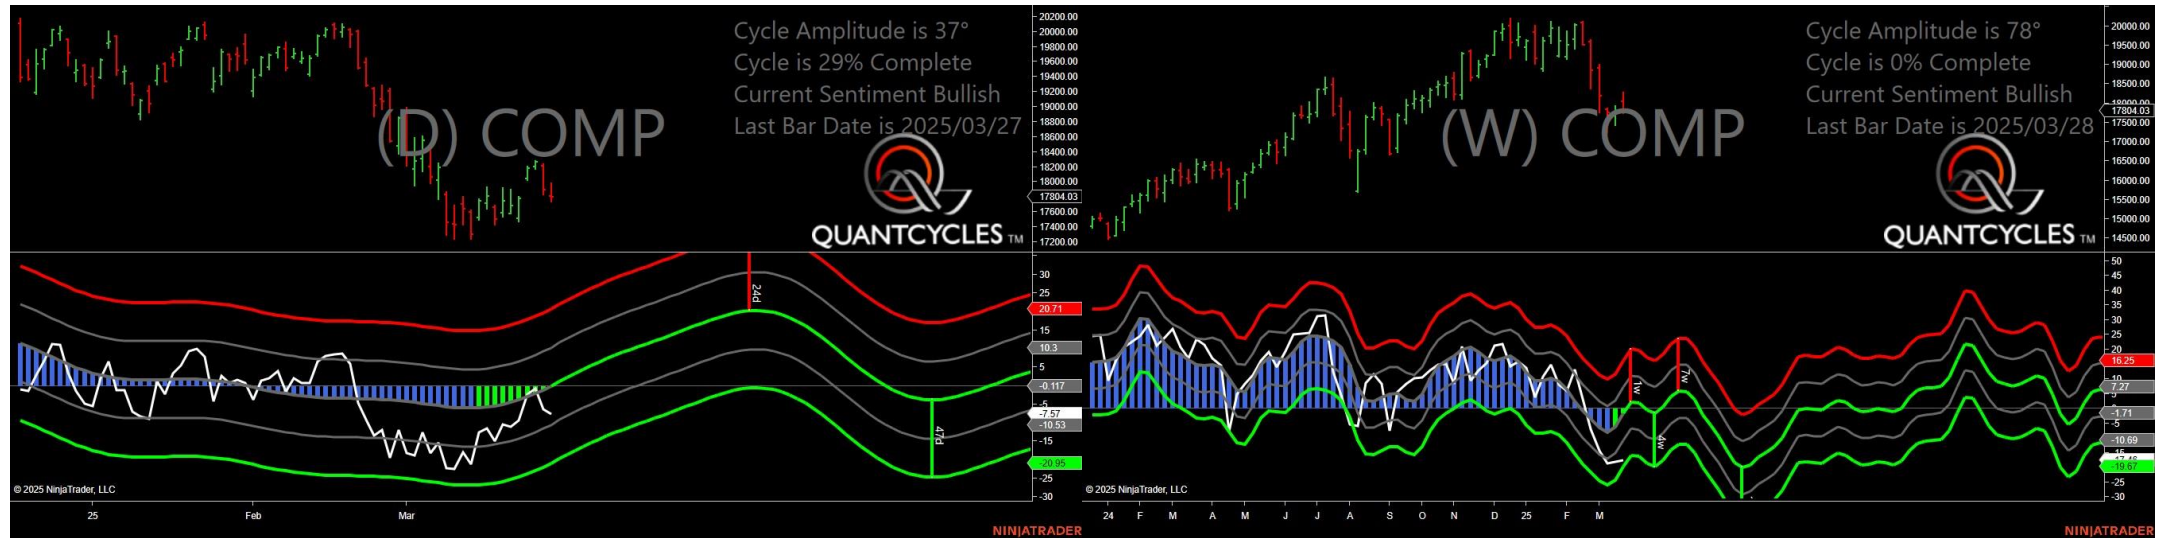 Cycle Amplitude is 37°
Cycle is 29% Complete
Current Sentiment Bullish
Last Bar Date is 2025/03/27
(D) COMP
QUANTCYCLES TM
20200.00
20000.00
19800.00
19600.00
19400.00
19200.00
19000.00
18800.00
18600.00
18400.00
18200.00
18000.00
17804.03
17600.00
17400.00
17200.00
24d
47d
30
25
20.71
15
10.3
5
-0.117
-5
-7.57
-10.53
-15
-20.95
-25
-30
© 2025 NinjaTrader, LLC
25 Feb Mar
NINJATRADER
Cycle Amplitude is 78°
Cycle is 0% Complete
Current Sentiment Bullish
Last Bar Date is 2025/03/28
(W) COMP
QUANTCYCLES TM
20000.00
19500.00
19000.00
18500.00
18000.00
17804.03
17500.00
17000.00
16500.00
16000.00
15500.00
15000.00
14500.00
1w
4w
7w
50
45
40
35
30
25
20
16.25
10
7.27
5
-1.71
-5
-10.69
-19.67
-25
-30
© 2025 NinjaTrader, LLC
24 F M A M J J A S O N D 25 F M
NINJATRADER